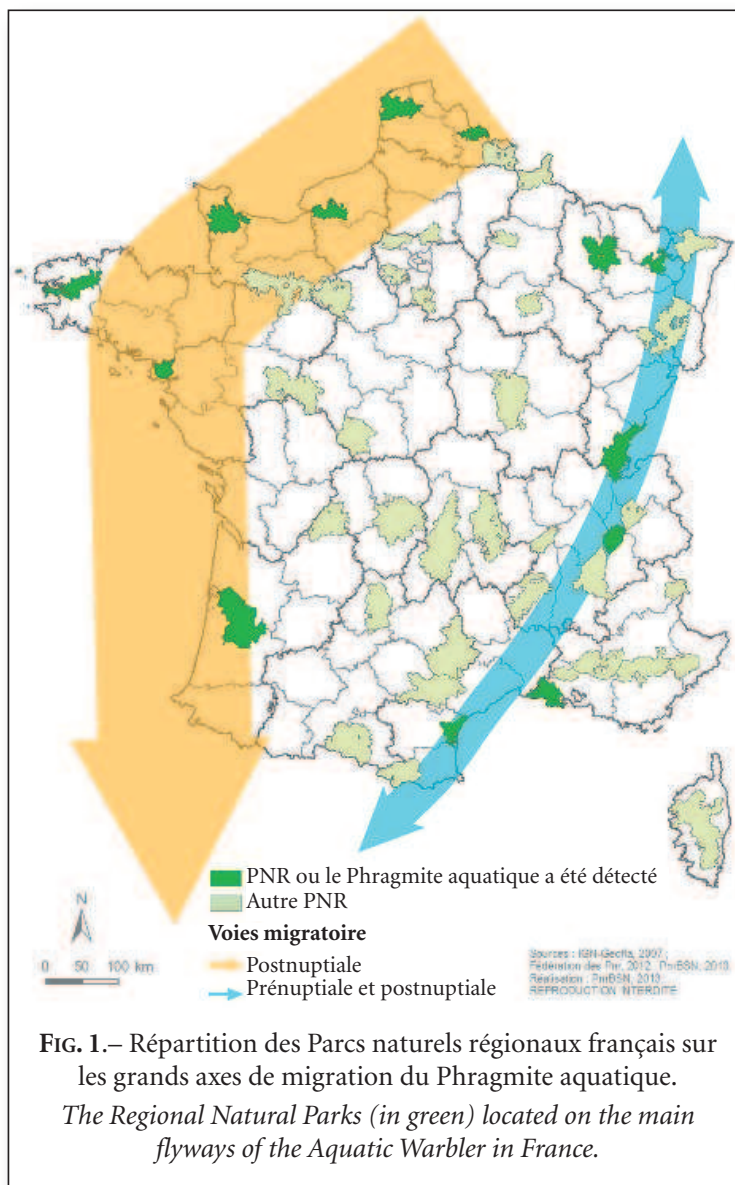 PNR ou le Phragmite aquatique a été détecté
Autre PNR
Voies migratoire
Postnuptiale
Prénuptiale et postnuptiale
N
0 50 100 km
Sources : IGN-Geofla, 2007 ;
Fédération des Pnr, 2012 ; PnrBSN, 2013
Réalisation : PnrBSN, 2013
REPRODUCTION INTERDITE
FIG. 1.– Répartition des Parcs naturels régionaux français sur
les grands axes de migration du Phragmite aquatique.
The Regional Natural Parks (in green) located on the main
flyways of the Aquatic Warbler in France.